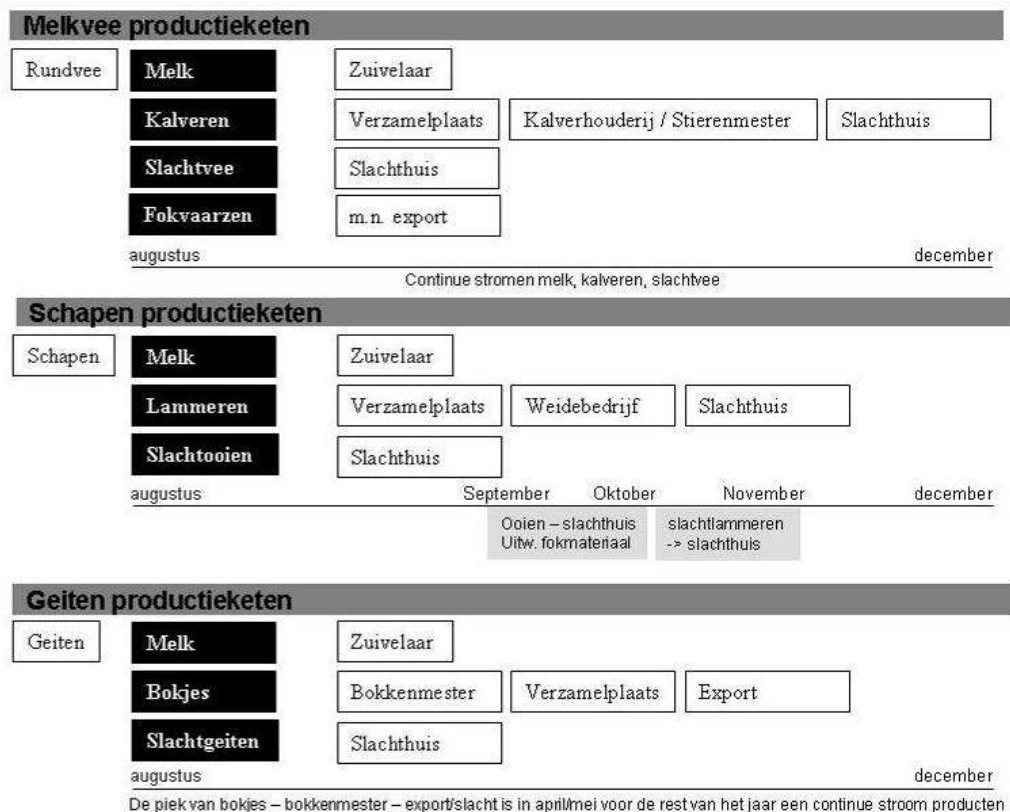 Melkvee productieketen
Rundvee Melk Zuivelaar
Kalveren Verzamelplaats Kalverhouderij / Stierenmester Slachthuis
Slachtvee Slachthuis
Fokvaarzen m.n. export
augustus december
Continue stromen melk, kalveren, slachtvee
Schapen productieketen
Schapen Melk Zuivelaar
Lammeren Verzamelplaats Weidebedrijf Slachthuis
Slachtooien Slachthuis
augustus September Oktober November december
Ooien – slachthuis slachtlammeren
Uitw. fokmateriaal -> slachthuis
Geiten productieketen
Geiten Melk Zuivelaar
Bokjes Bokkenmester Verzamelplaats Export
Slachtgeiten Slachthuis
augustus december
De piek van bokjes – bokkenmester – export/slacht is in april/mei voor de rest van het jaar een continue stroom producten